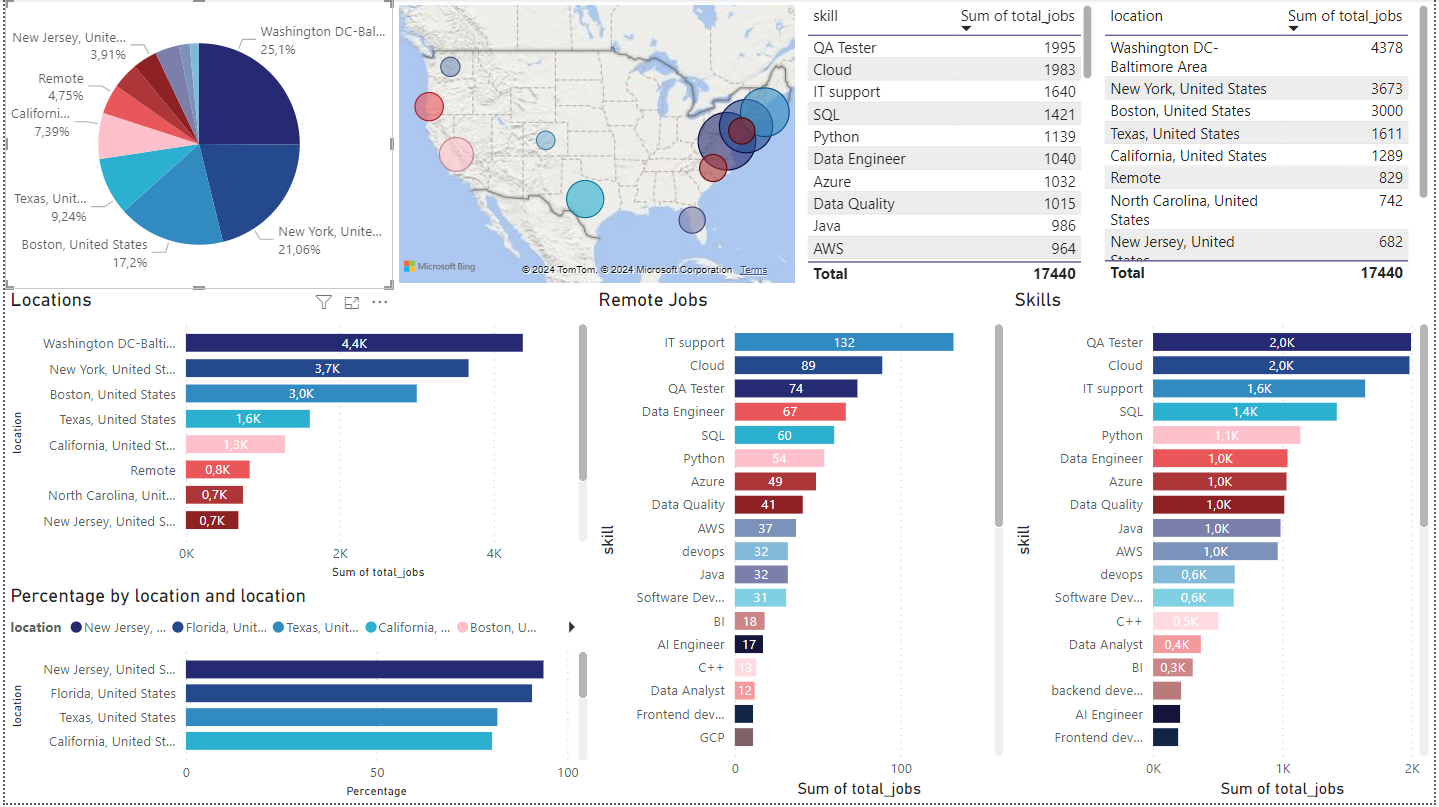 New Jersey, Unite...
3,91%
Remote
4,75%
Californi...
7,39%
Texas, Unit...
9,24%
Boston, United States
17,2%
Washington DC-Bal...
25,1%
New York, Unite...
21,06%
Microsoft Bing
© 2024 TomTom, © 2024 Microsoft Corporation Terms
skill Sum of total_jobs
QA Tester 1995
Cloud 1983
IT support 1640
SQL 1421
Python 1139
Data Engineer 1040
Azure 1032
Data Quality 1015
Java 986
AWS 964
Total 17440
location Sum of total_jobs
Washington DC- 4378
Baltimore Area
New York, United States 3673
Boston, United States 3000
Texas, United States 1611
California, United States 1289
Remote 829
North Carolina, United 742
States
New Jersey, United 682
States
Total 17440
Locations
location
Washington DC-Balti... 4,4K
New York, United St... 3,7K
Boston, United States 3,0K
Texas, United States 1,6K
California, United St... 1,3K
Remote 0,8K
North Carolina, Unit... 0,7K
New Jersey, United S... 0,7K
0K 2K 4K
Sum of total_jobs
Percentage by location and location
location New Jersey, ... Florida, Unit... Texas, Unit... California, ... Boston, U...
location
New Jersey, United S...
Florida, United States
Texas, United States
California, United St...
0 50 100
Percentage
Remote Jobs
skill
IT support 132
Cloud 89
QA Tester 74
Data Engineer 67
SQL 60
Python 54
Azure 49
Data Quality 41
AWS 37
devops 32
Java 32
Software Dev... 31
BI 18
AI Engineer 17
C++ 13
Data Analyst 12
Frontend dev...
GCP
0 100
Sum of total_jobs
Skills
skill
QA Tester 2,0K
Cloud 2,0K
IT support 1,6K
SQL 1,4K
Python 1,1K
Data Engineer 1,0K
Azure 1,0K
Data Quality 1,0K
Java 1,0K
AWS 1,0K
devops 0,6K
Software Dev... 0,6K
C++ 0,5K
Data Analyst 0,4K
BI 0,3K
backend deve...
AI Engineer
Frontend dev...
0K 1K 2K
Sum of total_jobs